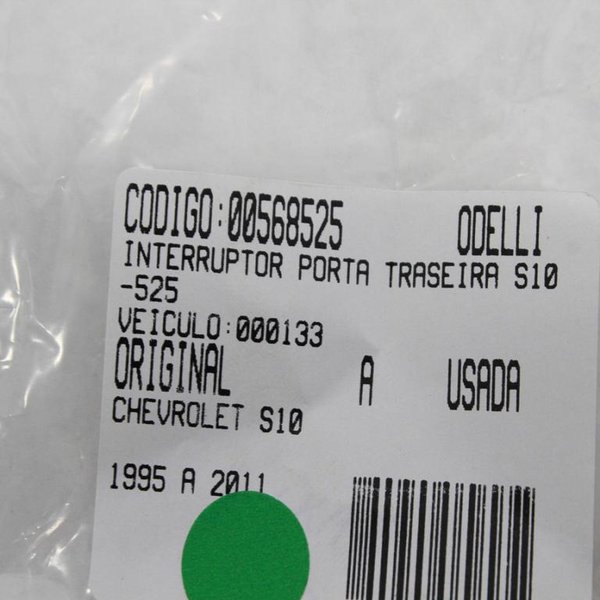 CODIGO:00568525 ODELLI
INTERRUPTOR PORTA TRASEIRA S10
-525
VEICULO:000133
ORIGINAL A USADA
CHEVROLET S10
1995 A 2011